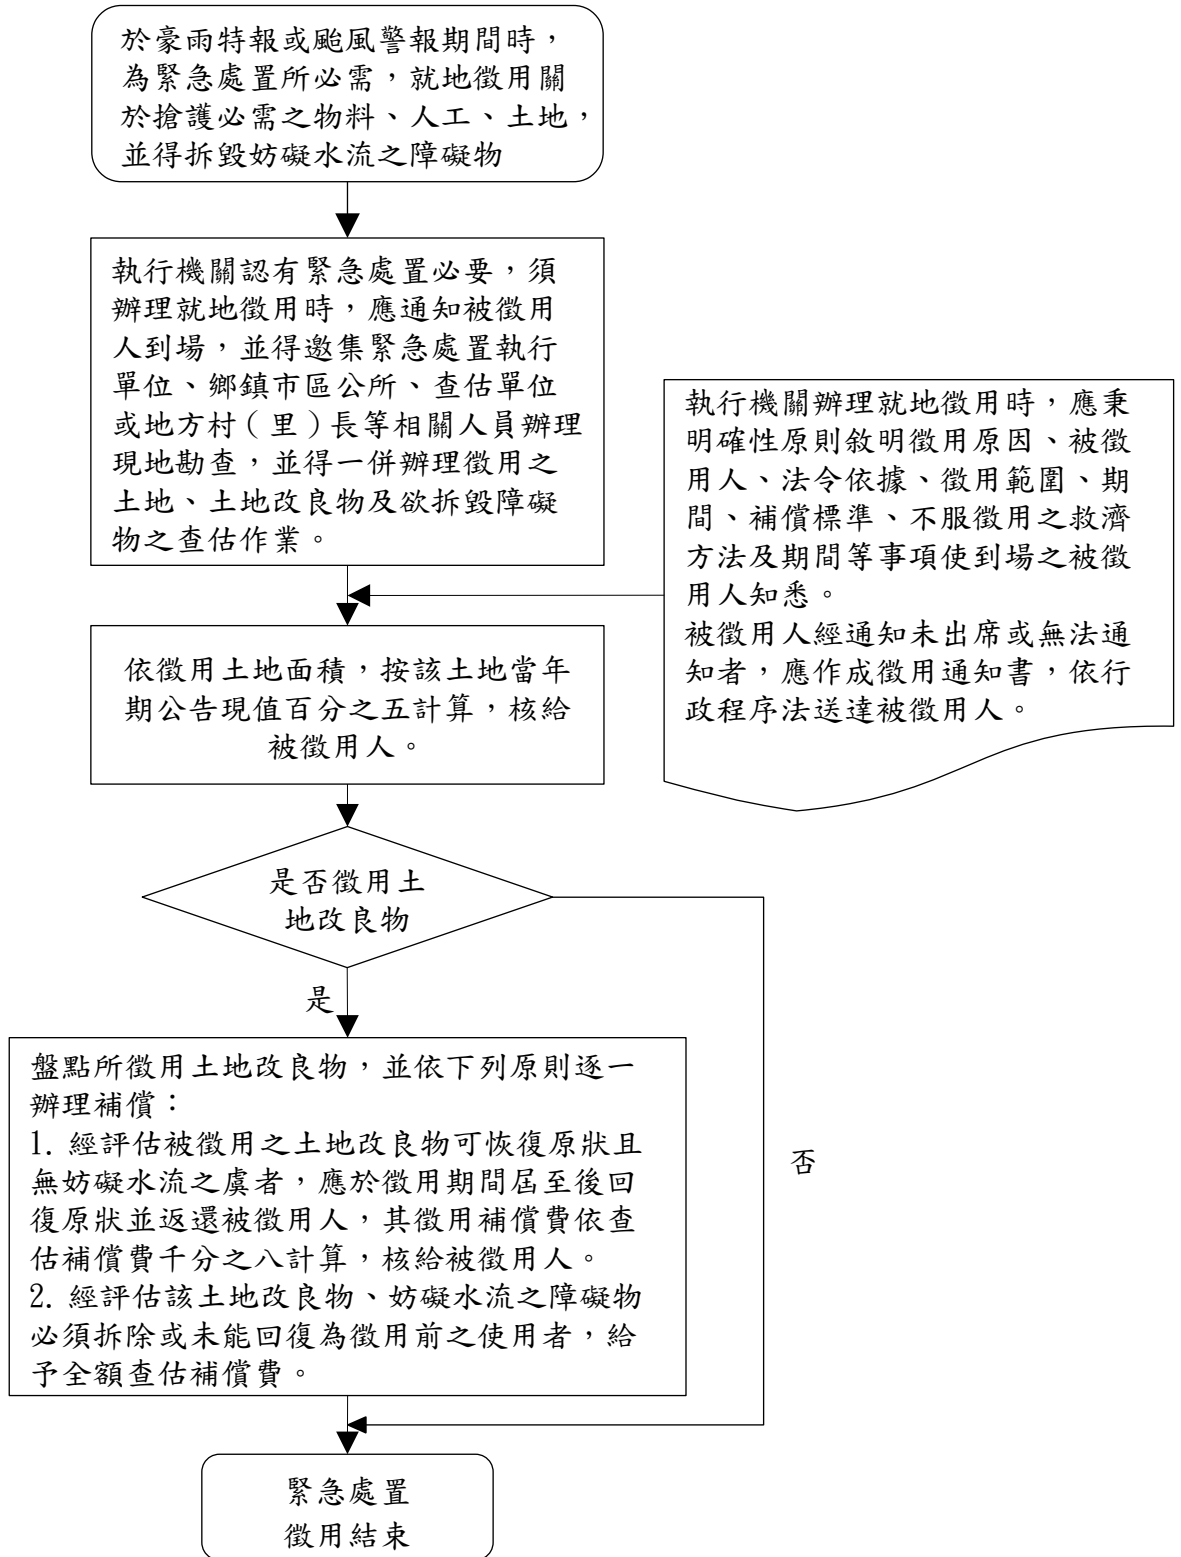 於豪雨特報或颱風警報期間時，
為緊急處置所必需，就地徵用關
於搶護必需之物料、人工、土地，
並得拆毀妨礙水流之障礙物
執行機關認有緊急處置必要，須
辦理就地徵用時，應通知被徵用
人到場，並得邀集緊急處置執行
單位、鄉鎮市區公所、查估單位
或地方村（里）長等相關人員辦理
現地勘查，並得一併辦理徵用之
土地、土地改良物及欲拆毀障礙
物之查估作業。
執行機關辦理就地徵用時，應秉
明確性原則敘明徵用原因、被徵
用人、法令依據、徵用範圍、期
間、補償標準、不服徵用之救濟
方法及期間等事項使到場之被徵
用人知悉。
被徵用人經通知未出席或無法通
知者，應作成徵用通知書，依行
政程序法送達被徵用人。
依徵用土地面積，按該土地當年
期公告現值百分之五計算，核給
被徵用人。
是否徵用土
地改良物
是
盤點所徵用土地改良物，並依下列原則逐一
辦理補償：
1. 經評估被徵用之土地改良物可恢復原狀且
無妨礙水流之虞者，應於徵用期間屆至後回
復原狀並返還被徵用人，其徵用補償費依查
估補償費千分之八計算，核給被徵用人。
2. 經評估該土地改良物、妨礙水流之障礙物
必須拆除或未能回復為徵用前之使用者，給
予全額查估補償費。
否
緊急處置
徵用結束